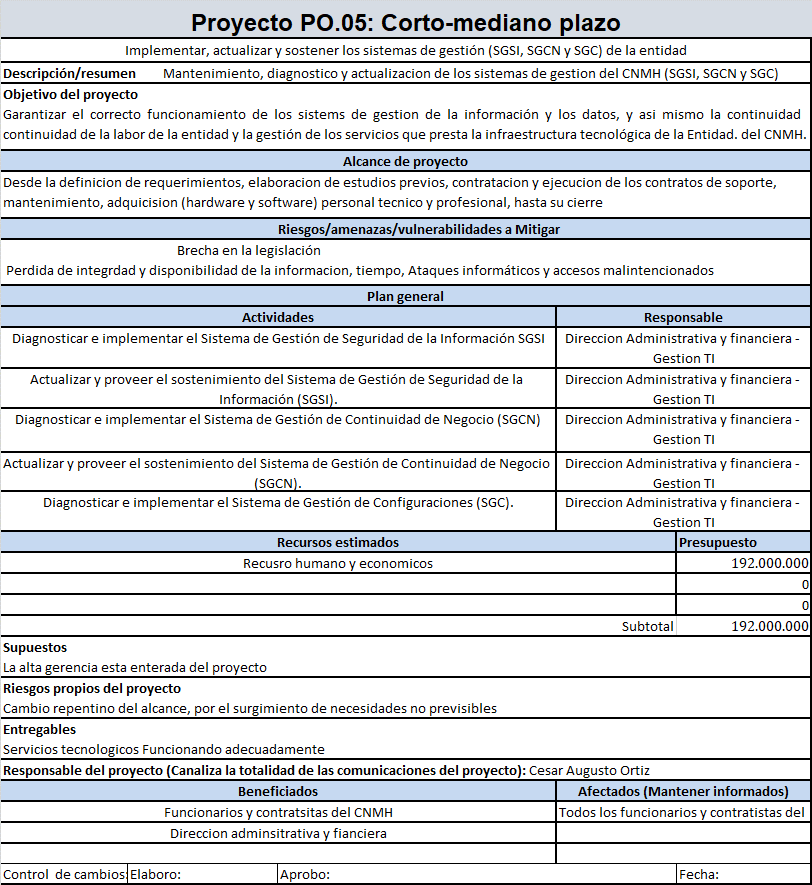 Proyecto PO.05: Corto-mediano plazo
Implementar, actualizar y sostener los sistemas de gestión (SGSI, SGCN y SGC) de la entidad
Descripción/resumen Mantenimiento, diagnostico y actualizacion de los sistemas de gestion del CNMH (SGSI, SGCN y SGC)
Objetivo del proyecto
Garantizar el correcto funcionamiento de los sistems de gestion de la información y los datos, y asi mismo la continuidad
continuidad de la labor de la entidad y la gestión de los servicios que presta la infraestructura tecnológica de la Entidad. del CNMH.
Alcance de proyecto
Desde la definicion de requerimientos, elaboracion de estudios previos, contratacion y ejecucion de los contratos de soporte,
mantenimiento, adquicision (hardware y software) personal tecnico y profesional, hasta su cierre
Riesgos/amenazas/vulnerabilidades a Mitigar
Brecha en la legislación
Perdida de integrdad y disponibilidad de la informacion, tiempo, Ataques informáticos y accesos malintencionados
Plan general
Actividades Responsable
Diagnosticar e implementar el Sistema de Gestión de Seguridad de la Información SGSI Direccion Administrativa y financiera -
Gestion TI
Actualizar y proveer el sostenimiento del Sistema de Gestión de Seguridad de la Direccion Administrativa y financiera -
Información (SGSI). Gestion TI
Diagnosticar e implementar el Sistema de Gestión de Continuidad de Negocio (SGCN) Direccion Administrativa y financiera -
Gestion TI
Actualizar y proveer el sostenimiento del Sistema de Gestión de Continuidad de Negocio Direccion Administrativa y financiera -
(SGCN). Gestion TI
Diagnosticar e implementar el Sistema de Gestión de Configuraciones (SGC). Direccion Administrativa y financiera -
Gestion TI
Recursos estimados Presupuesto
Recusro humano y economicos 192.000.000
0
0
Subtotal 192.000.000
Supuestos
La alta gerencia esta enterada del proyecto
Riesgos propios del proyecto
Cambio repentino del alcance, por el surgimiento de necesidades no previsibles
Entregables
Servicios tecnologicos Funcionando adecuadamente
Responsable del proyecto (Canaliza la totalidad de las comunicaciones del proyecto): Cesar Augusto Ortiz
Beneficiados Afectados (Mantener informados)
Funcionarios y contratsitas del CNMH Todos los funcionarios y contratistas del
Direccion adminsitrativa y fianciera
Control de cambios: Elaboro: Aprobo: Fecha: